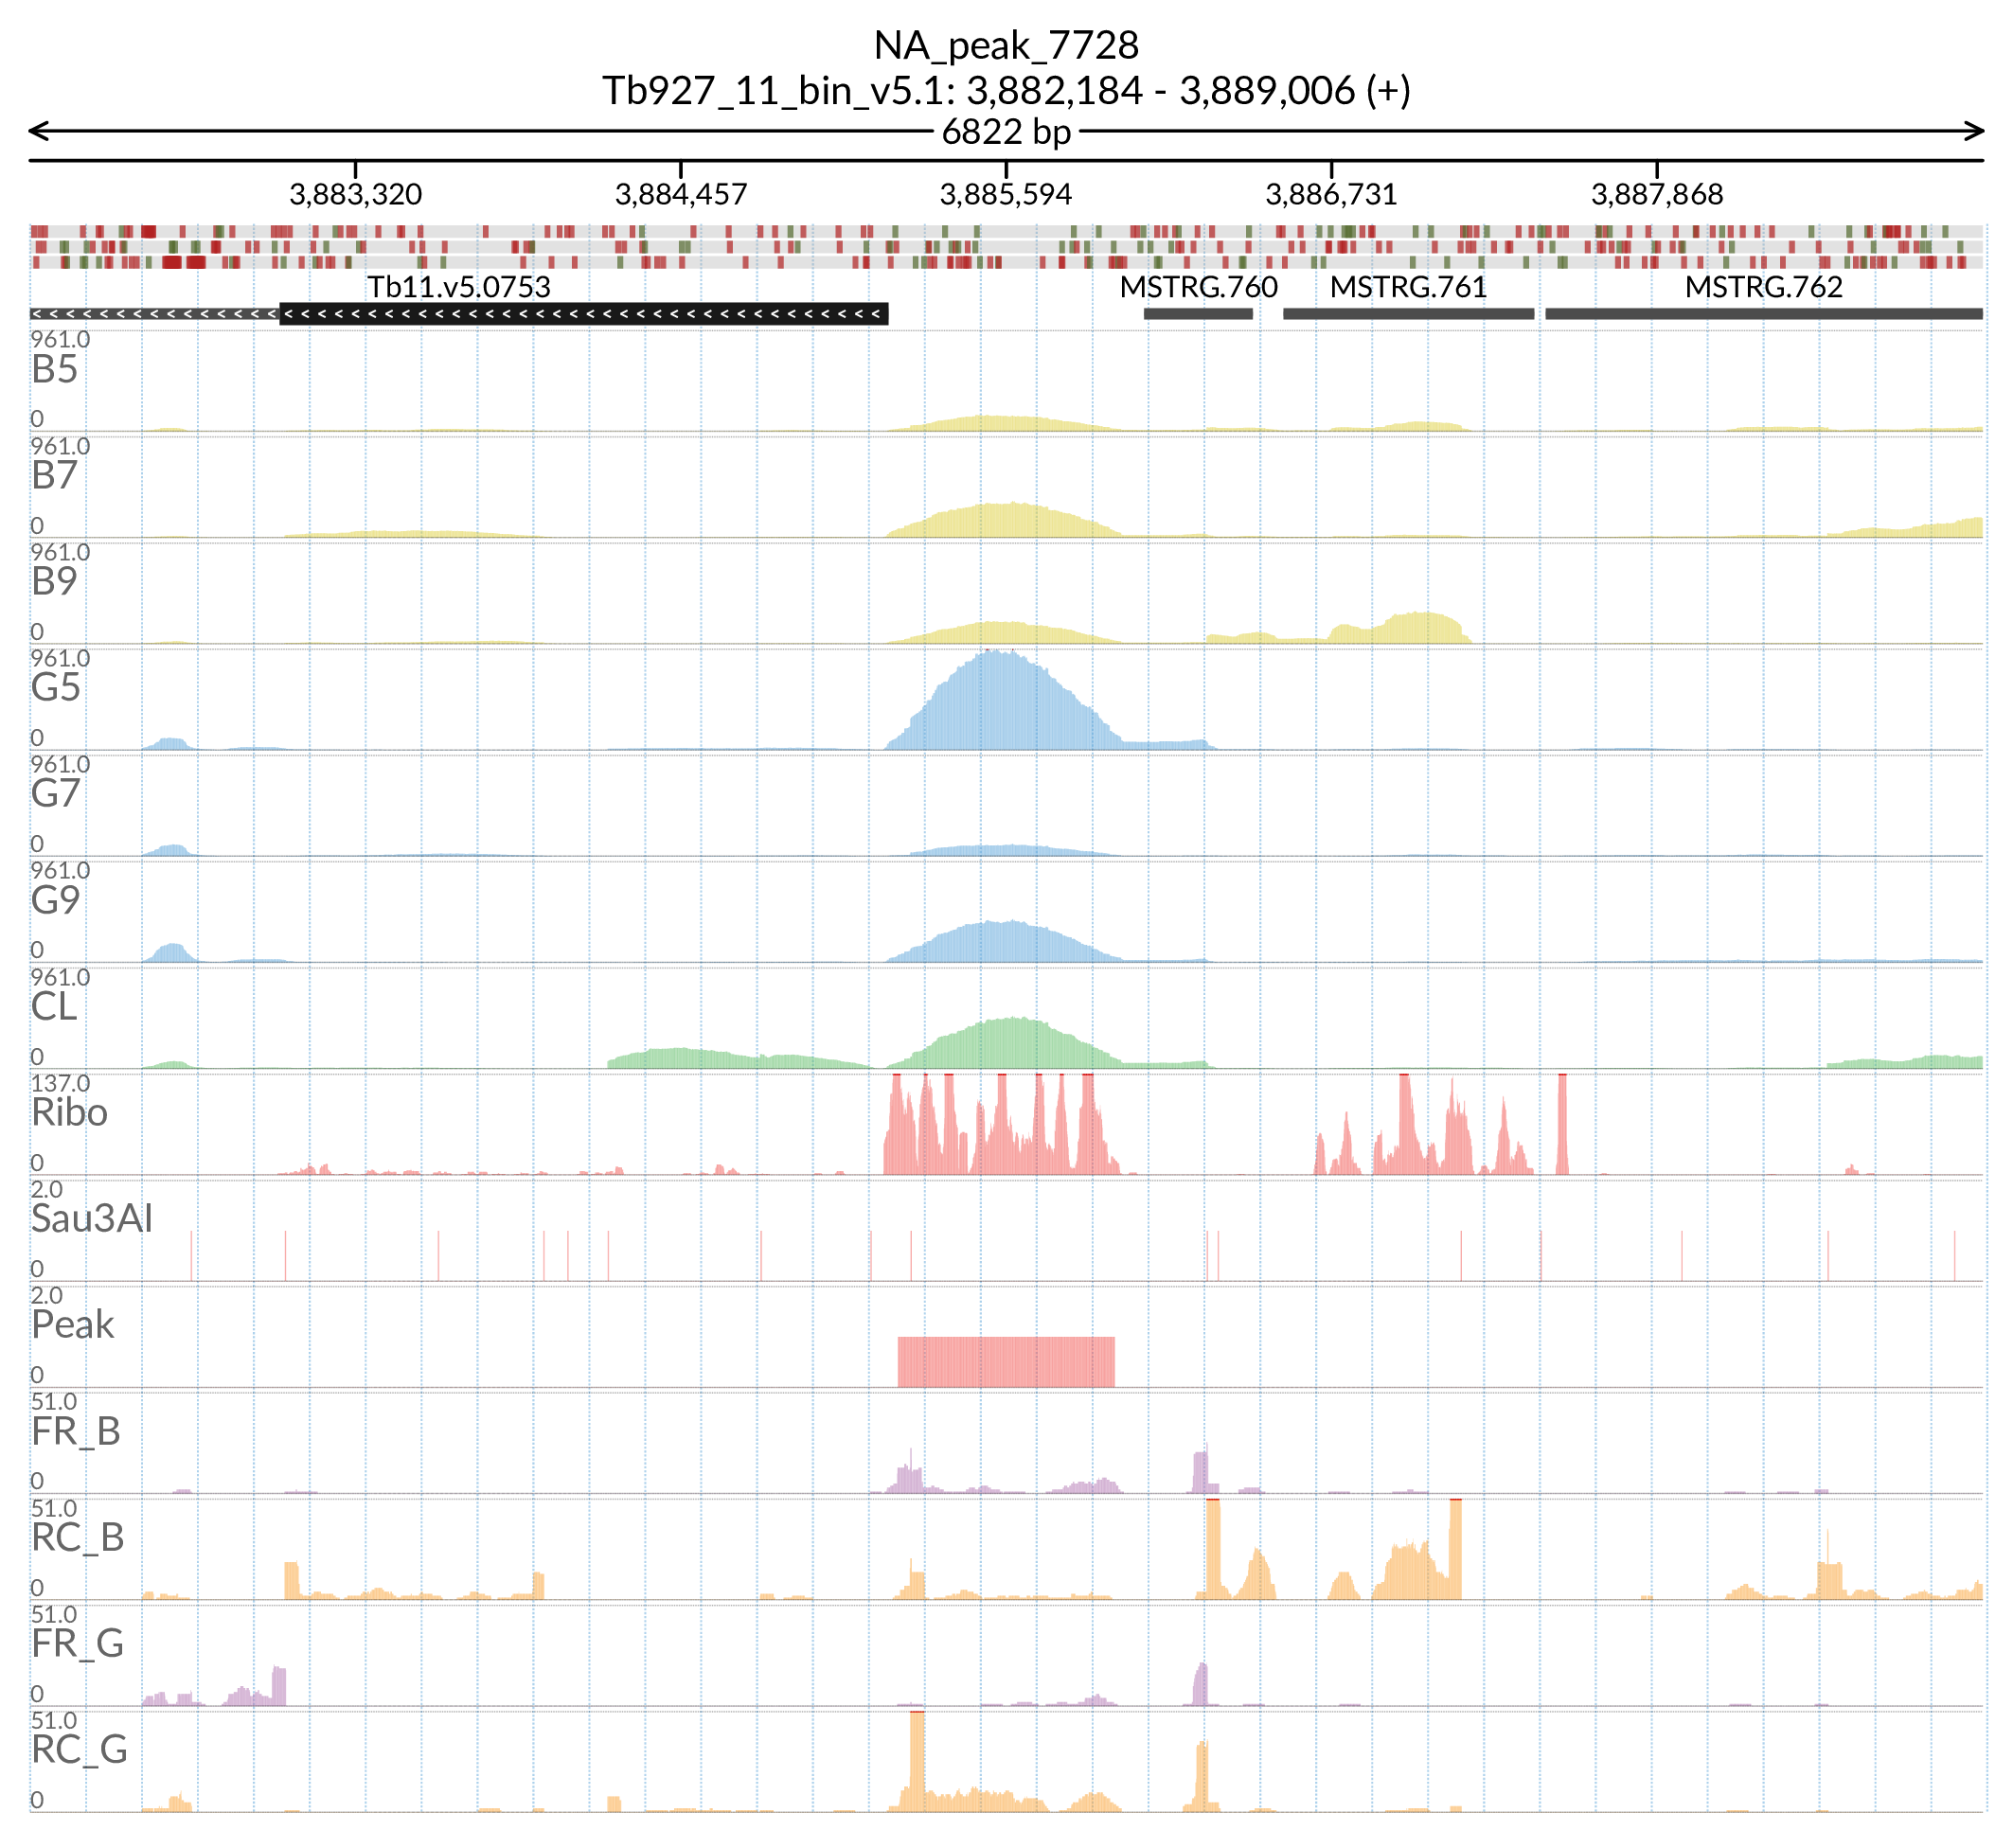 NA_peak_7728
Tb927_11_bin_v5.1: 3,882,184 - 3,889,006 (+)
6822 bp
3,883,320 3,884,457 3,885,594 3,886,731 3,887,868
Tb11.v5.0753 MSTRG.760 MSTRG.761 MSTRG.762
961.0
B5
0
961.0
B7
0
961.0
B9
0
961.0
G5
0
961.0
G7
0
961.0
G9
0
961.0
CL
0
137.0
Ribo
0
2.0
Sau3AI
0
2.0
Peak
0
51.0
FR_B
0
51.0
RC_B
0
51.0
FR_G
0
51.0
RC_G
0